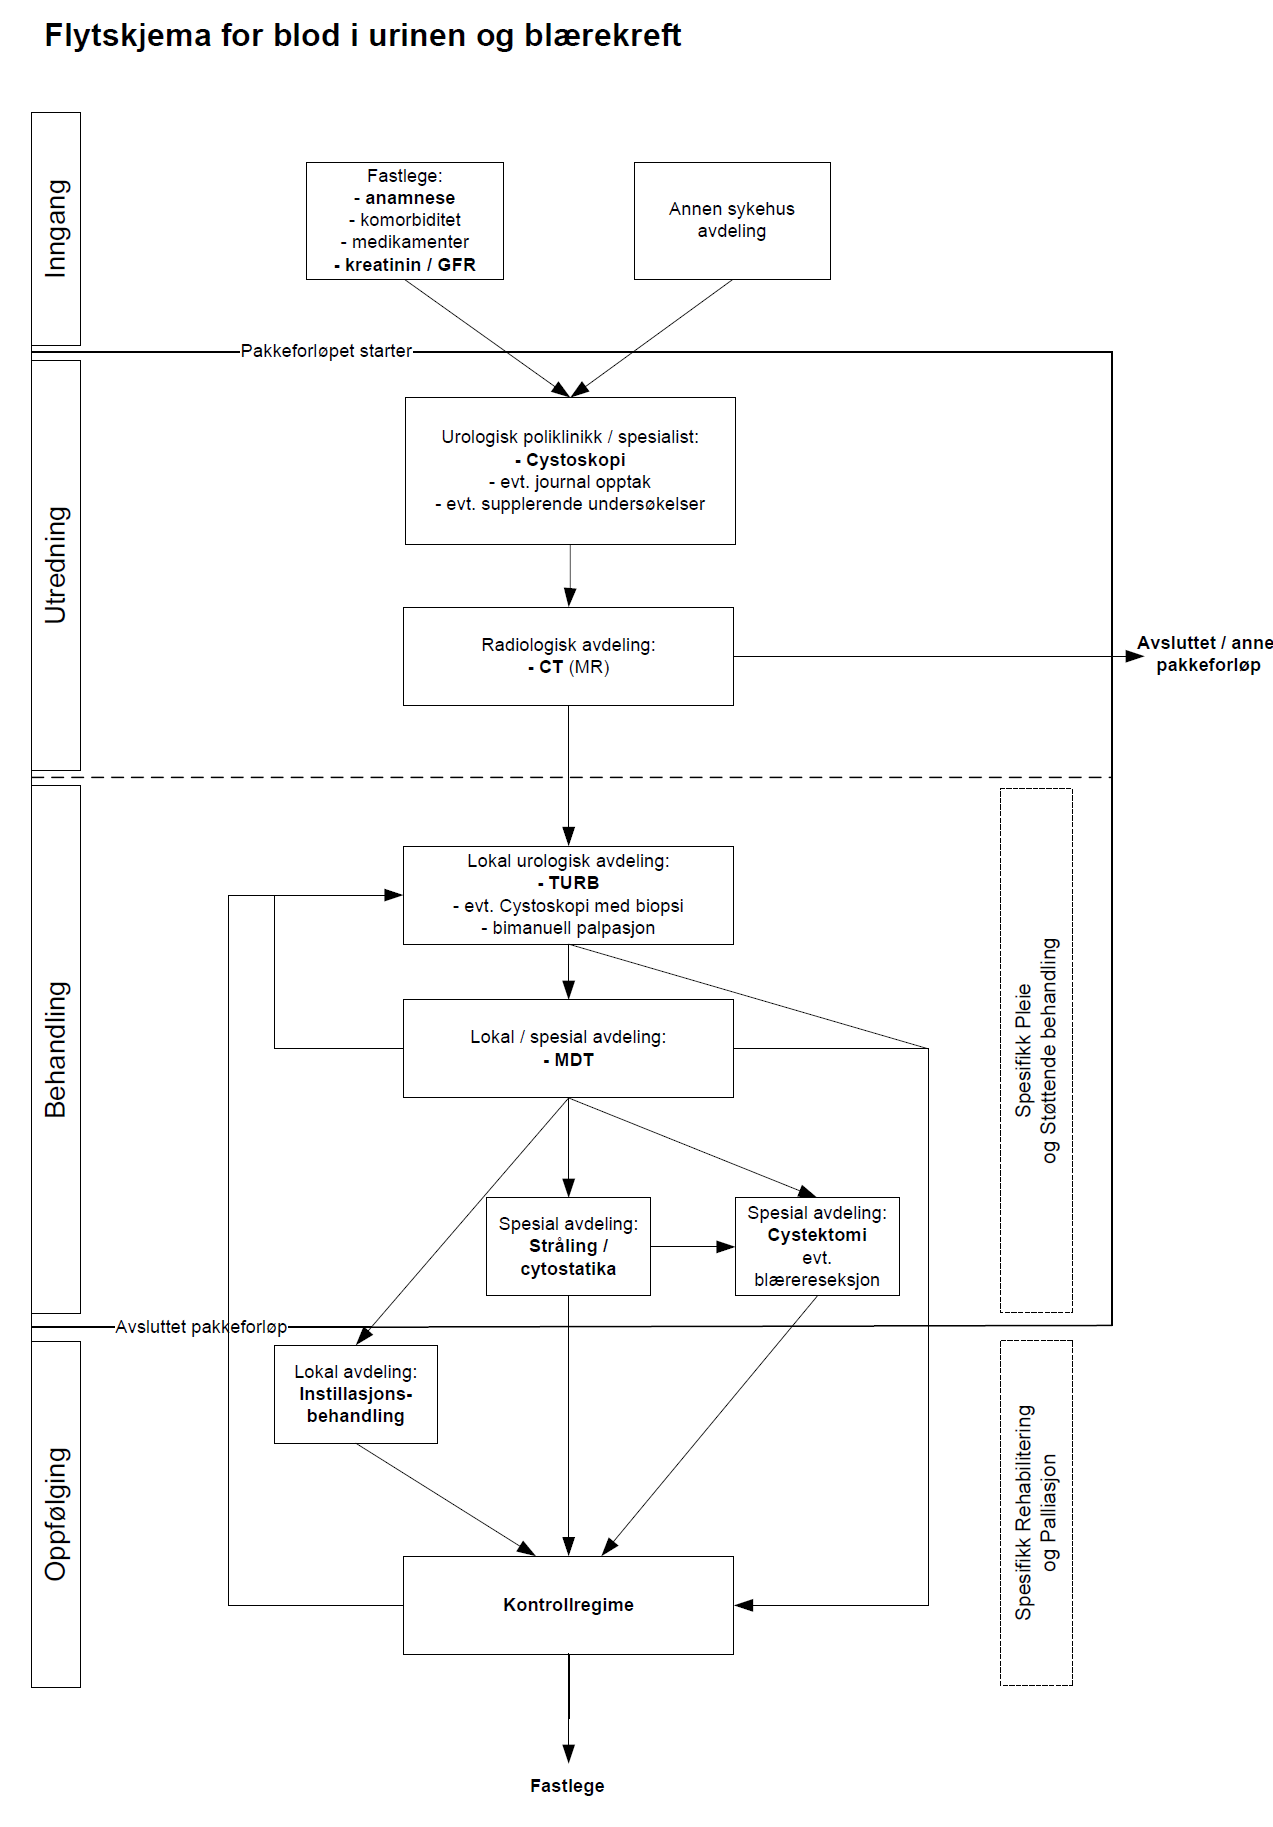 Flytskjema for blod i urinen og blærekreft
Inngang
Fastlege:
- anamnese
- komorbiditet
- medikamenter
- kreatinin / GFR
Annen sykehus
avdeling
Pakkeforløpet starter
Utredning
Urologisk poliklinikk / spesialist:
- Cystoskopi
- evt. journal opptak
- evt. supplerende undersøkelser
Radiologisk avdeling:
- CT (MR)
Avsluttet / anne
pakkeforløp
Behandling
Lokal urologisk avdeling:
- TURB
- evt. Cystoskopi med biopsi
- bimanuell palpasjon
Lokal / spesial avdeling:
- MDT
Spesifikk Pleie
og Støttende behandling
Spesial avdeling:
Stråling /
cytostatika
Spesial avdeling:
Cystektomi
evt.
blærereseksjon
Avsluttet pakkeforløp
Oppfølging
Lokal avdeling:
Instillasjons-
behandling
Spesifikk Rehabilitering
og Palliasjon
Kontrollregime
Fastlege